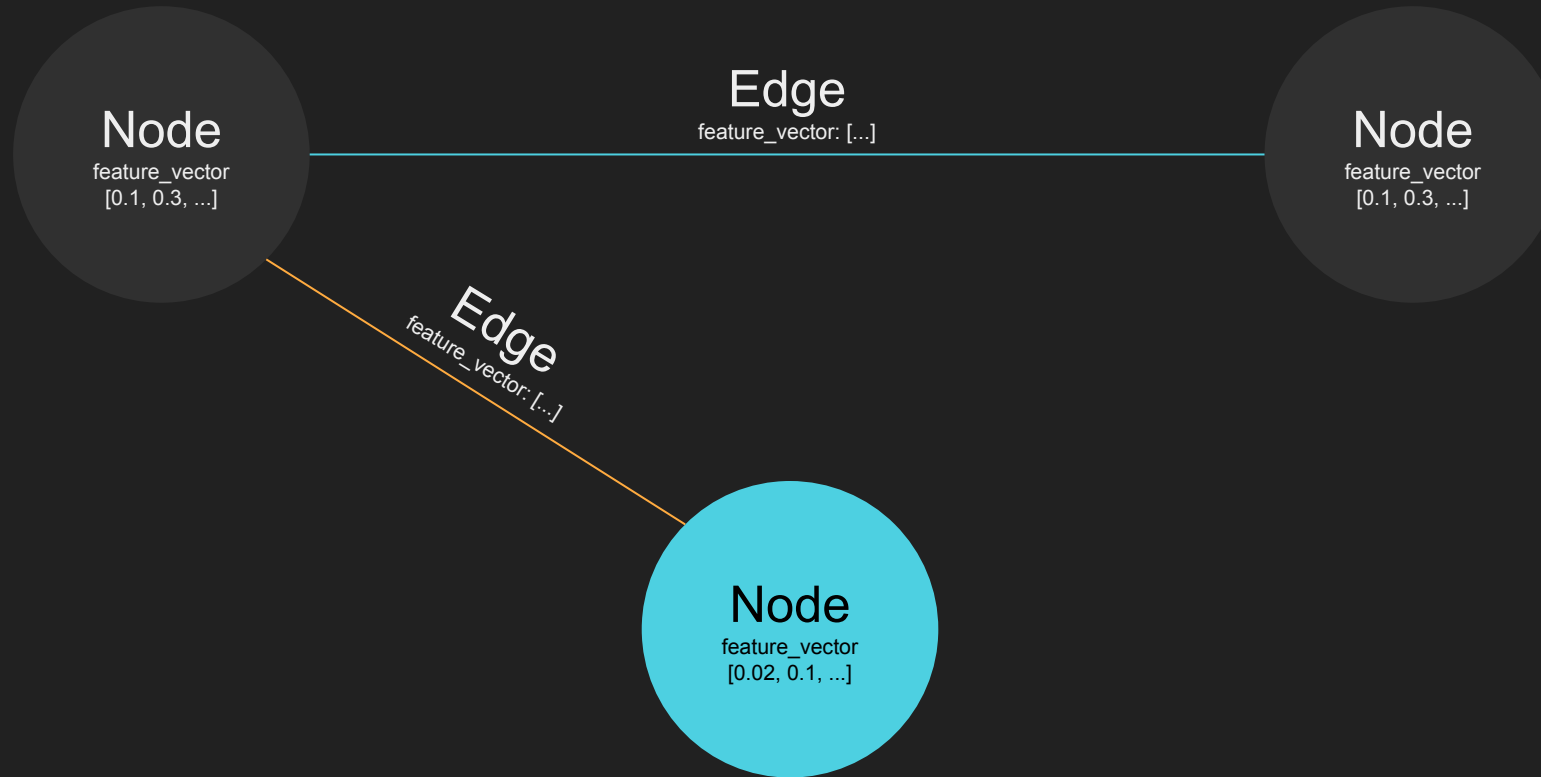 Node
feature_vector
[0.1, 0.3, ...]
Edge
feature_vector: [...]
Node
feature_vector
[0.1, 0.3, ...]
Edge
feature_vector: [...]
Node
feature_vector
[0.02, 0.1, ...]